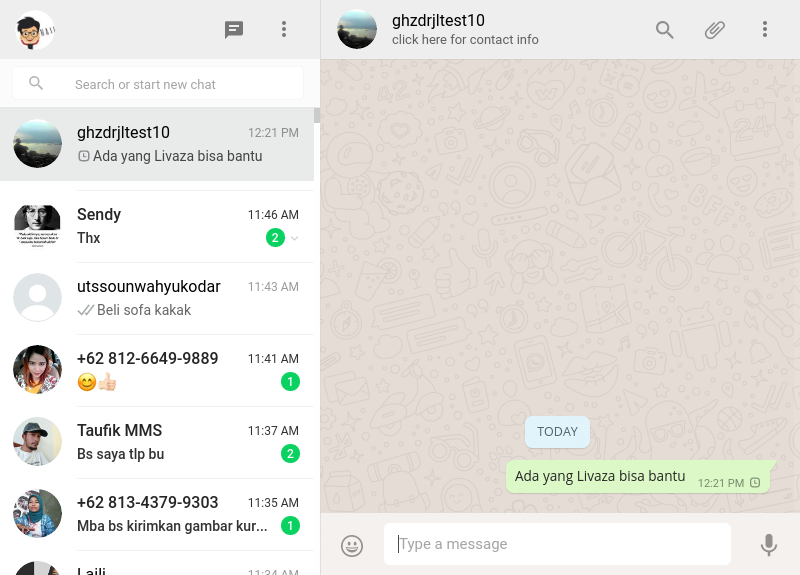 ghzdrjltest10
click here for contact info
Search or start new chat
ghzdrjltest10 12:21 PM
Ada yang Livaza bisa bantu
Sendy 11:46 AM
Thx 2
utssounwahyukodar 11:43 AM
Beli sofa kakak
+62 812-6649-9889 11:41 AM
😊👍🏻 1
Taufik MMS 11:37 AM
Bs saya tlp bu 2
+62 813-4379-9303 11:35 AM
Mba bs kirimkan gambar kur... 1
Laili 11:34 AM
TODAY
Ada yang Livaza bisa bantu 12:21 PM
Type a message